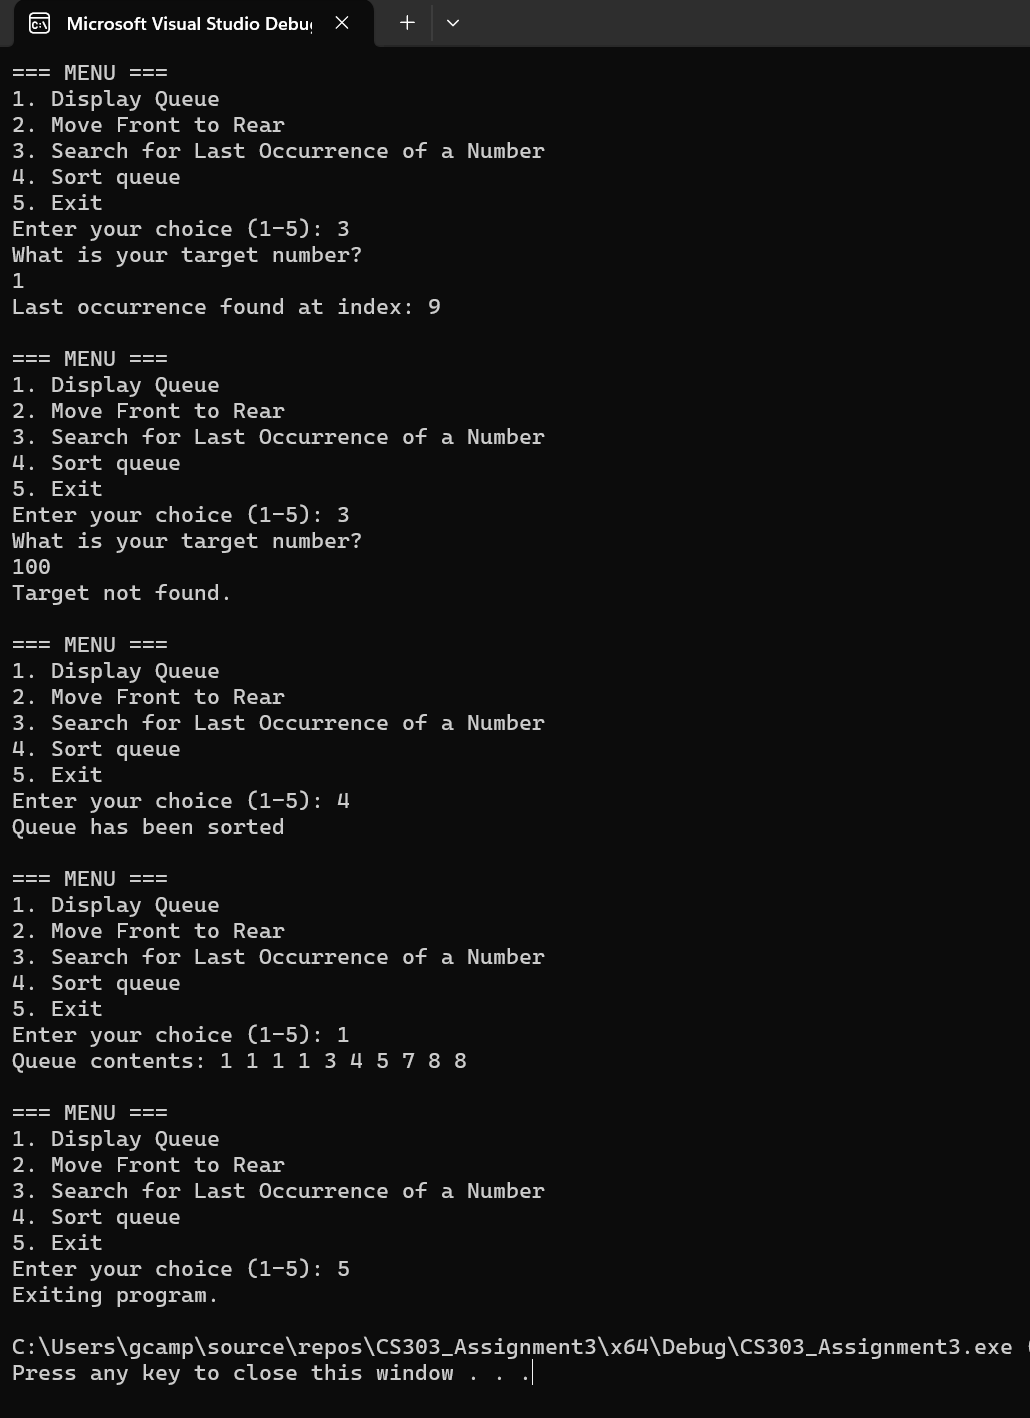 Microsoft Visual Studio Debu
=== MENU ===
1. Display Queue
2. Move Front to Rear
3. Search for Last Occurrence of a Number
4. Sort queue
5. Exit
Enter your choice (1-5): 3
What is your target number?
1
Last occurrence found at index: 9
=== MENU ===
1. Display Queue
2. Move Front to Rear
3. Search for Last Occurrence of a Number
4. Sort queue
5. Exit
Enter your choice (1-5): 3
What is your target number?
100
Target not found.
=== MENU ===
1. Display Queue
2. Move Front to Rear
3. Search for Last Occurrence of a Number
4. Sort queue
5. Exit
Enter your choice (1-5): 4
Queue has been sorted
=== MENU ===
1. Display Queue
2. Move Front to Rear
3. Search for Last Occurrence of a Number
4. Sort queue
5. Exit
Enter your choice (1-5): 1
Queue contents: 1 1 1 1 3 4 5 7 8 8
=== MENU ===
1. Display Queue
2. Move Front to Rear
3. Search for Last Occurrence of a Number
4. Sort queue
5. Exit
Enter your choice (1-5): 5
Exiting program.
C:\Users\gcamp\source\repos\CS303_Assignment3\x64\Debug\CS303_Assignment3.exe (
Press any key to close this window . . .